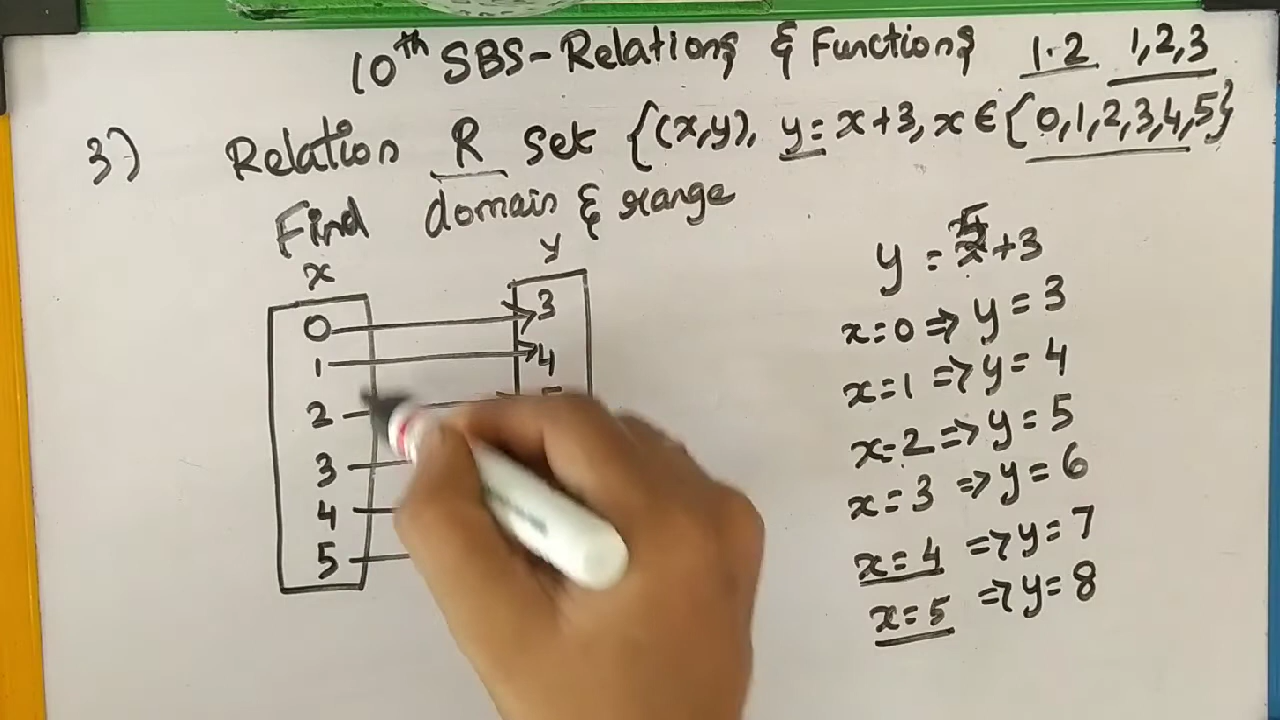 10th SBS-Relations & Functions 1.2 1,2,3
3) Relation R set {(x,y), y= x+3, x ∈ {0,1,2,3,4,5}
Find domain & range
x
0
1
2
3
4
5
y
3
4
y = x+3
x=0 ⇒ y = 3
x=1 ⇒ y= 4
x=2 ⇒ y= 5
x=3 ⇒ y= 6
x=4 ⇒ y= 7
x=5 ⇒ y= 8